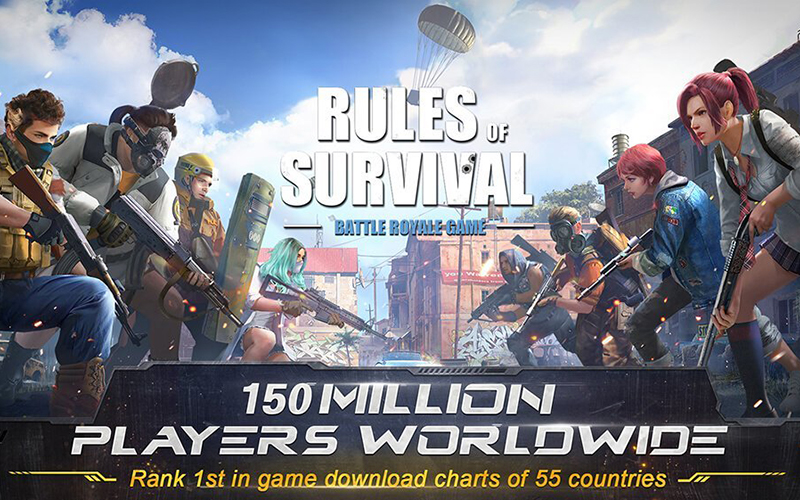 RULES OF
SURVIVAL
BATTLE ROYALE GAME
150 MILLION
PLAYERS WORLDWIDE
Rank 1st in game download charts of 55 countries